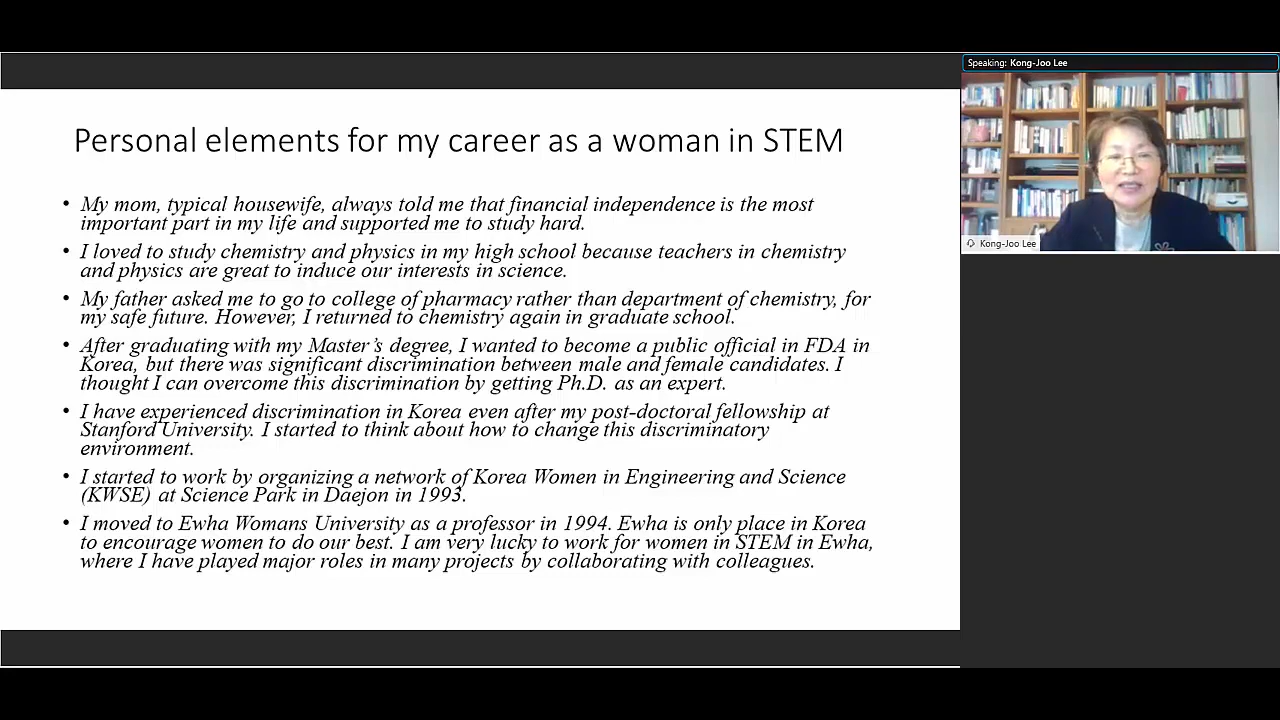 Speaking: Kong-Joo Lee
Personal elements for my career as a woman in STEM
• My mom, typical housewife, always told me that financial independence is the most
important part in my life and supported me to study hard.
• I loved to study chemistry and physics in my high school because teachers in chemistry
and physics are great to induce our interests in science.
• My father asked me to go to college of pharmacy rather than department of chemistry, for
my safe future. However, I returned to chemistry again in graduate school.
• After graduating with my Master's degree, I wanted to become a public official in FDA in
Korea, but there was significant discrimination between male and female candidates. I
thought I can overcome this discrimination by getting Ph.D. as an expert.
• I have experienced discrimination in Korea even after my post-doctoral fellowship at
Stanford University. I started to think about how to change this discriminatory
environment.
• I started to work by organizing a network of Korea Women in Engineering and Science
(KWSE) at Science Park in Daejon in 1993.
• I moved to Ewha Womans University as a professor in 1994. Ewha is only place in Korea
to encourage women to do our best. I am very lucky to work for women in STEM in Ewha,
where I have played major roles in many projects by collaborating with colleagues.
Kong-Joo Lee